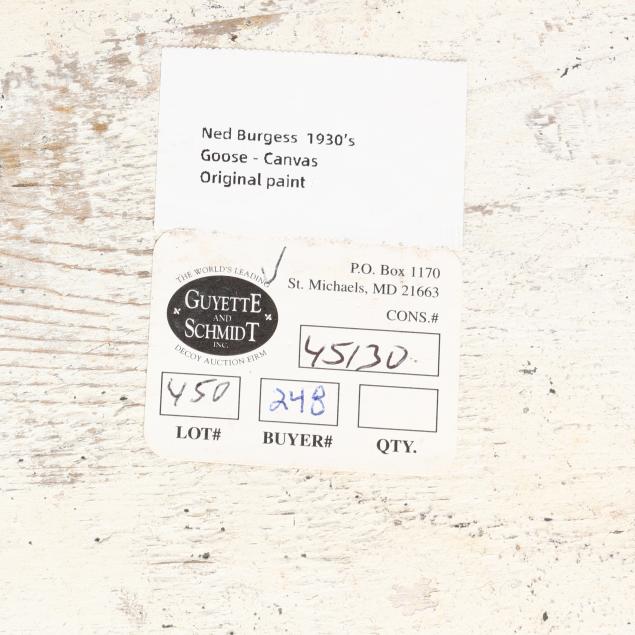 Ned Burgess 1930's
Goose - Canvas
Original paint
THE WORLD'S LEADING
GUYETTE
AND
SCHMIDT
INC.
DECOY AUCTION FIRM
P.O. Box 1170
St. Michaels, MD 21663
CONS.#
45130
450
248
LOT#
BUYER#
QTY.